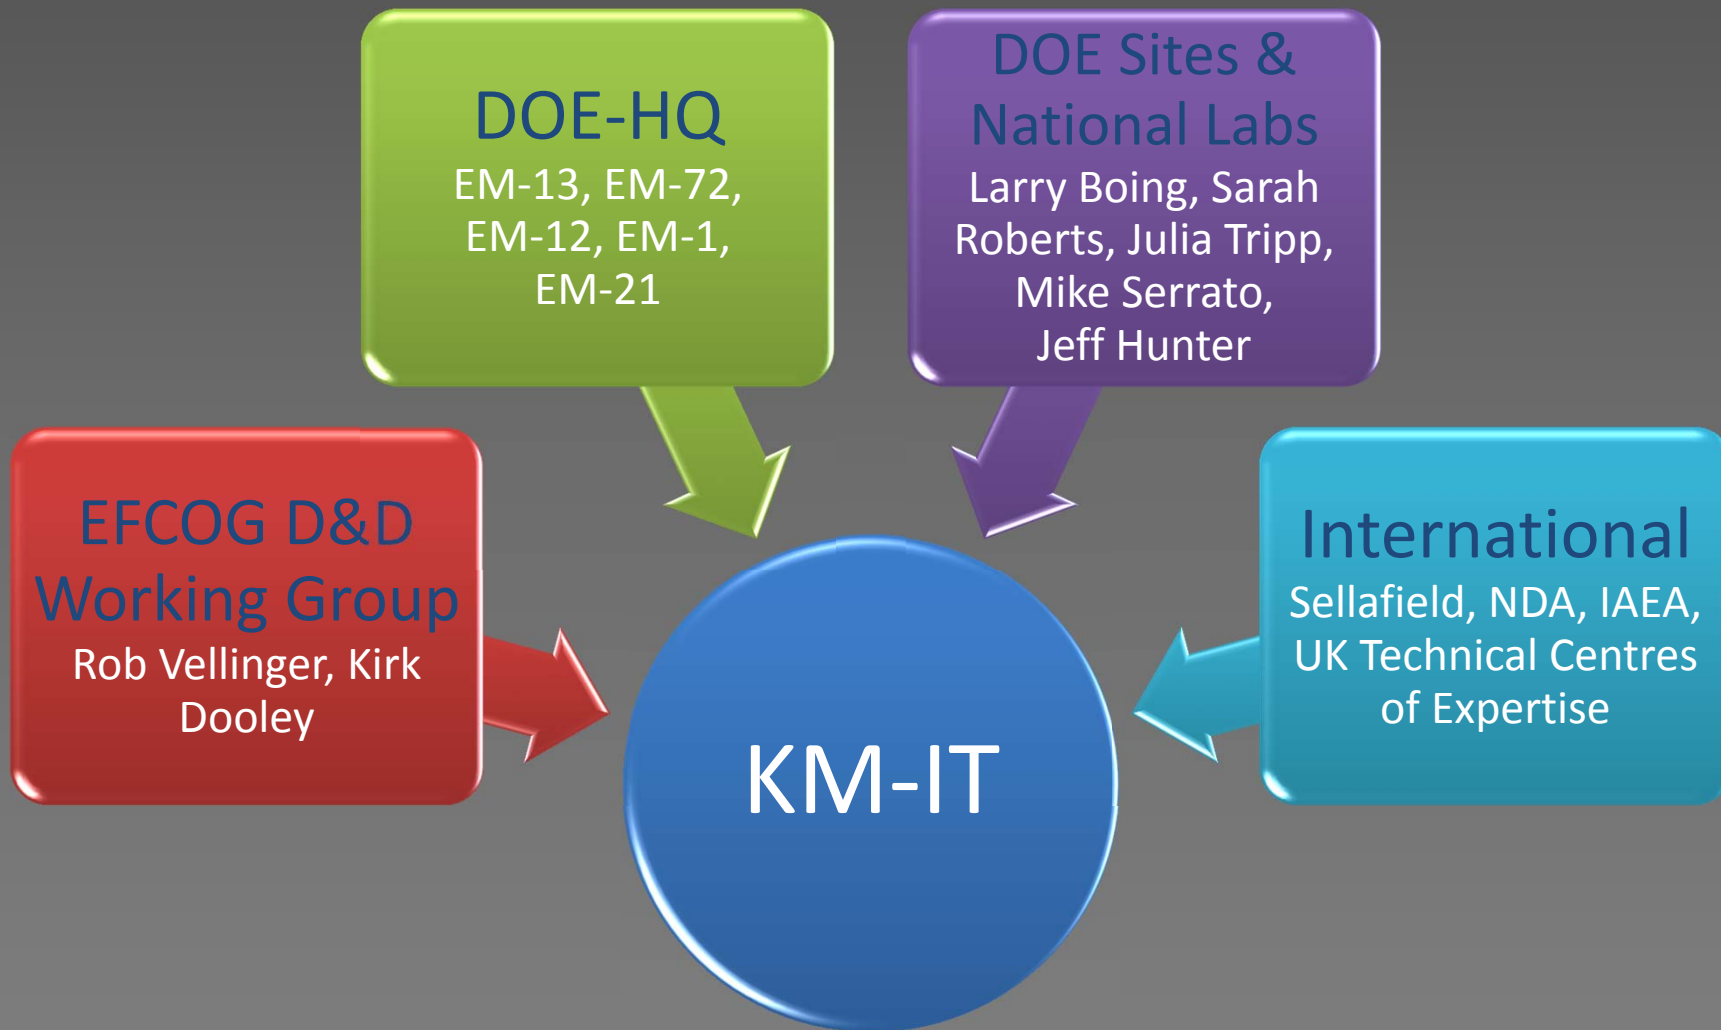 DOE-HQ
EM-13, EM-72,
EM-12, EM-1,
EM-21
DOE Sites &
National Labs
Larry Boing, Sarah
Roberts, Julia Tripp,
Mike Serrato,
Jeff Hunter
EFCOG D&D
Working Group
Rob Vellinger, Kirk
Dooley
International
Sellafield, NDA, IAEA,
UK Technical Centres
of Expertise
KM-IT